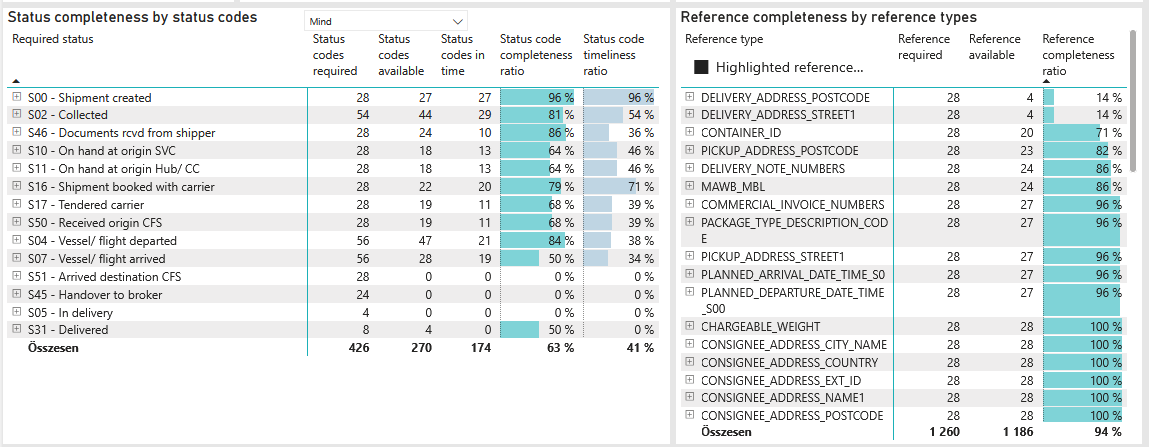 Status completeness by status codes
Mind
Required status
Status codes required
Status codes available
Status codes in time
Status code completeness ratio
Status code timeliness ratio
S00 - Shipment created 28 27 27 96 % 96 %
S02 - Collected 54 44 29 81 % 54 %
S46 - Documents rcvd from shipper 28 24 10 86 % 36 %
S10 - On hand at origin SVC 28 18 13 64 % 46 %
S11 - On hand at origin Hub/ CC 28 18 13 64 % 46 %
S16 - Shipment booked with carrier 28 22 20 79 % 71 %
S17 - Tendered carrier 28 19 11 68 % 39 %
S50 - Received origin CFS 28 19 11 68 % 39 %
S04 - Vessel/ flight departed 56 47 21 84 % 38 %
S07 - Vessel/ flight arrived 56 28 19 50 % 34 %
S51 - Arrived destination CFS 28 0 0 0 % 0 %
S45 - Handover to broker 24 0 0 0 % 0 %
S05 - In delivery 4 0 0 0 % 0 %
S31 - Delivered 8 4 0 50 % 0 %
Összesen 426 270 174 63 % 41 %
Reference completeness by reference types
Reference type
Reference required
Reference available
Reference completeness ratio
Highlighted reference...
DELIVERY_ADDRESS_POSTCODE 28 4 14 %
DELIVERY_ADDRESS_STREET1 28 4 14 %
CONTAINER_ID 28 20 71 %
PICKUP_ADDRESS_POSTCODE 28 23 82 %
DELIVERY_NOTE_NUMBERS 28 24 86 %
MAWB_MBL 28 24 86 %
COMMERCIAL_INVOICE_NUMBERS 28 27 96 %
PACKAGE_TYPE_DESCRIPTION_COD 28 27 96 %
E
PICKUP_ADDRESS_STREET1 28 27 96 %
PLANNED_ARRIVAL_DATE_TIME_S0 28 27 96 %
PLANNED_DEPARTURE_DATE_TIME 28 27 96 %
_S00
CHARGEABLE_WEIGHT 28 28 100 %
CONSIGNEE_ADDRESS_CITY_NAME 28 28 100 %
CONSIGNEE_ADDRESS_COUNTRY 28 28 100 %
CONSIGNEE_ADDRESS_EXT_ID 28 28 100 %
CONSIGNEE_ADDRESS_NAME1 28 28 100 %
CONSIGNEE_ADDRESS_POSTCODE 28 28 100 %
Összesen 1 260 1 186 94 %